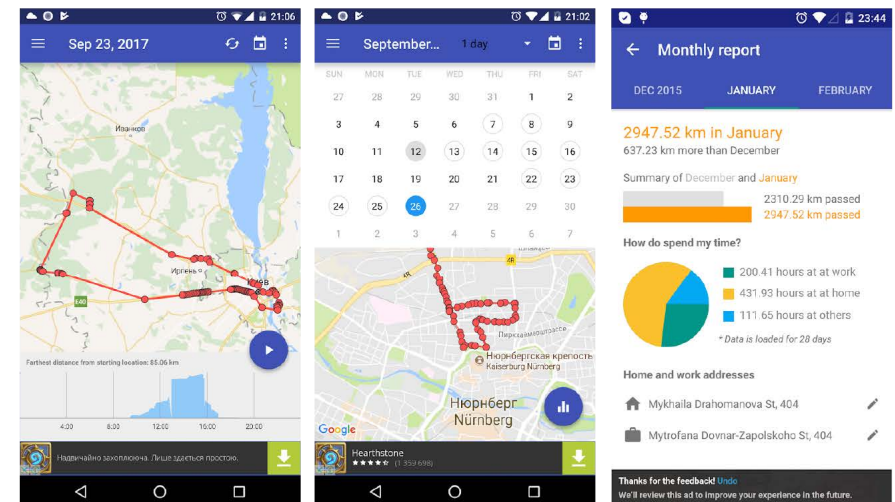 21:06
Sep 23, 2017
Иванков
Ирпень
Киев
E40
Farthest distance from starting location: 85.06 km
4:00 8:00 12:00 16:00 20:00
Надзвичайно захоплююча. Лише здається простою.
21:02
September... 1 day
SUN MON TUE WED THU FRI SAT
27 28 29 30 31 1 2
3 4 5 6 7 8 9
10 11 12 13 14 15 16
17 18 19 20 21 22 23
24 25 26 27 28 29 30
1 2 3 4 5 6 7
4R
4R
Нюрнбергская крепость
Kaiserburg Nürnberg
Нюрнберг
Nürnberg
Google
Hearthstone
(1 359 698)
23:44
Monthly report
DEC 2015 JANUARY FEBRUARY
2947.52 km in January
637.23 km more than December
Summary of December and January
2310.29 km passed
2947.52 km passed
How do spend my time?
200.41 hours at at work
431.93 hours at at home
111.65 hours at others
* Data is loaded for 28 days
Home and work addresses
Mykhaila Drahomanova St, 404
Mytrofana Dovnar-Zapolskoho St, 404
Thanks for the feedback! Undo
We'll review this ad to improve your experience in the future.